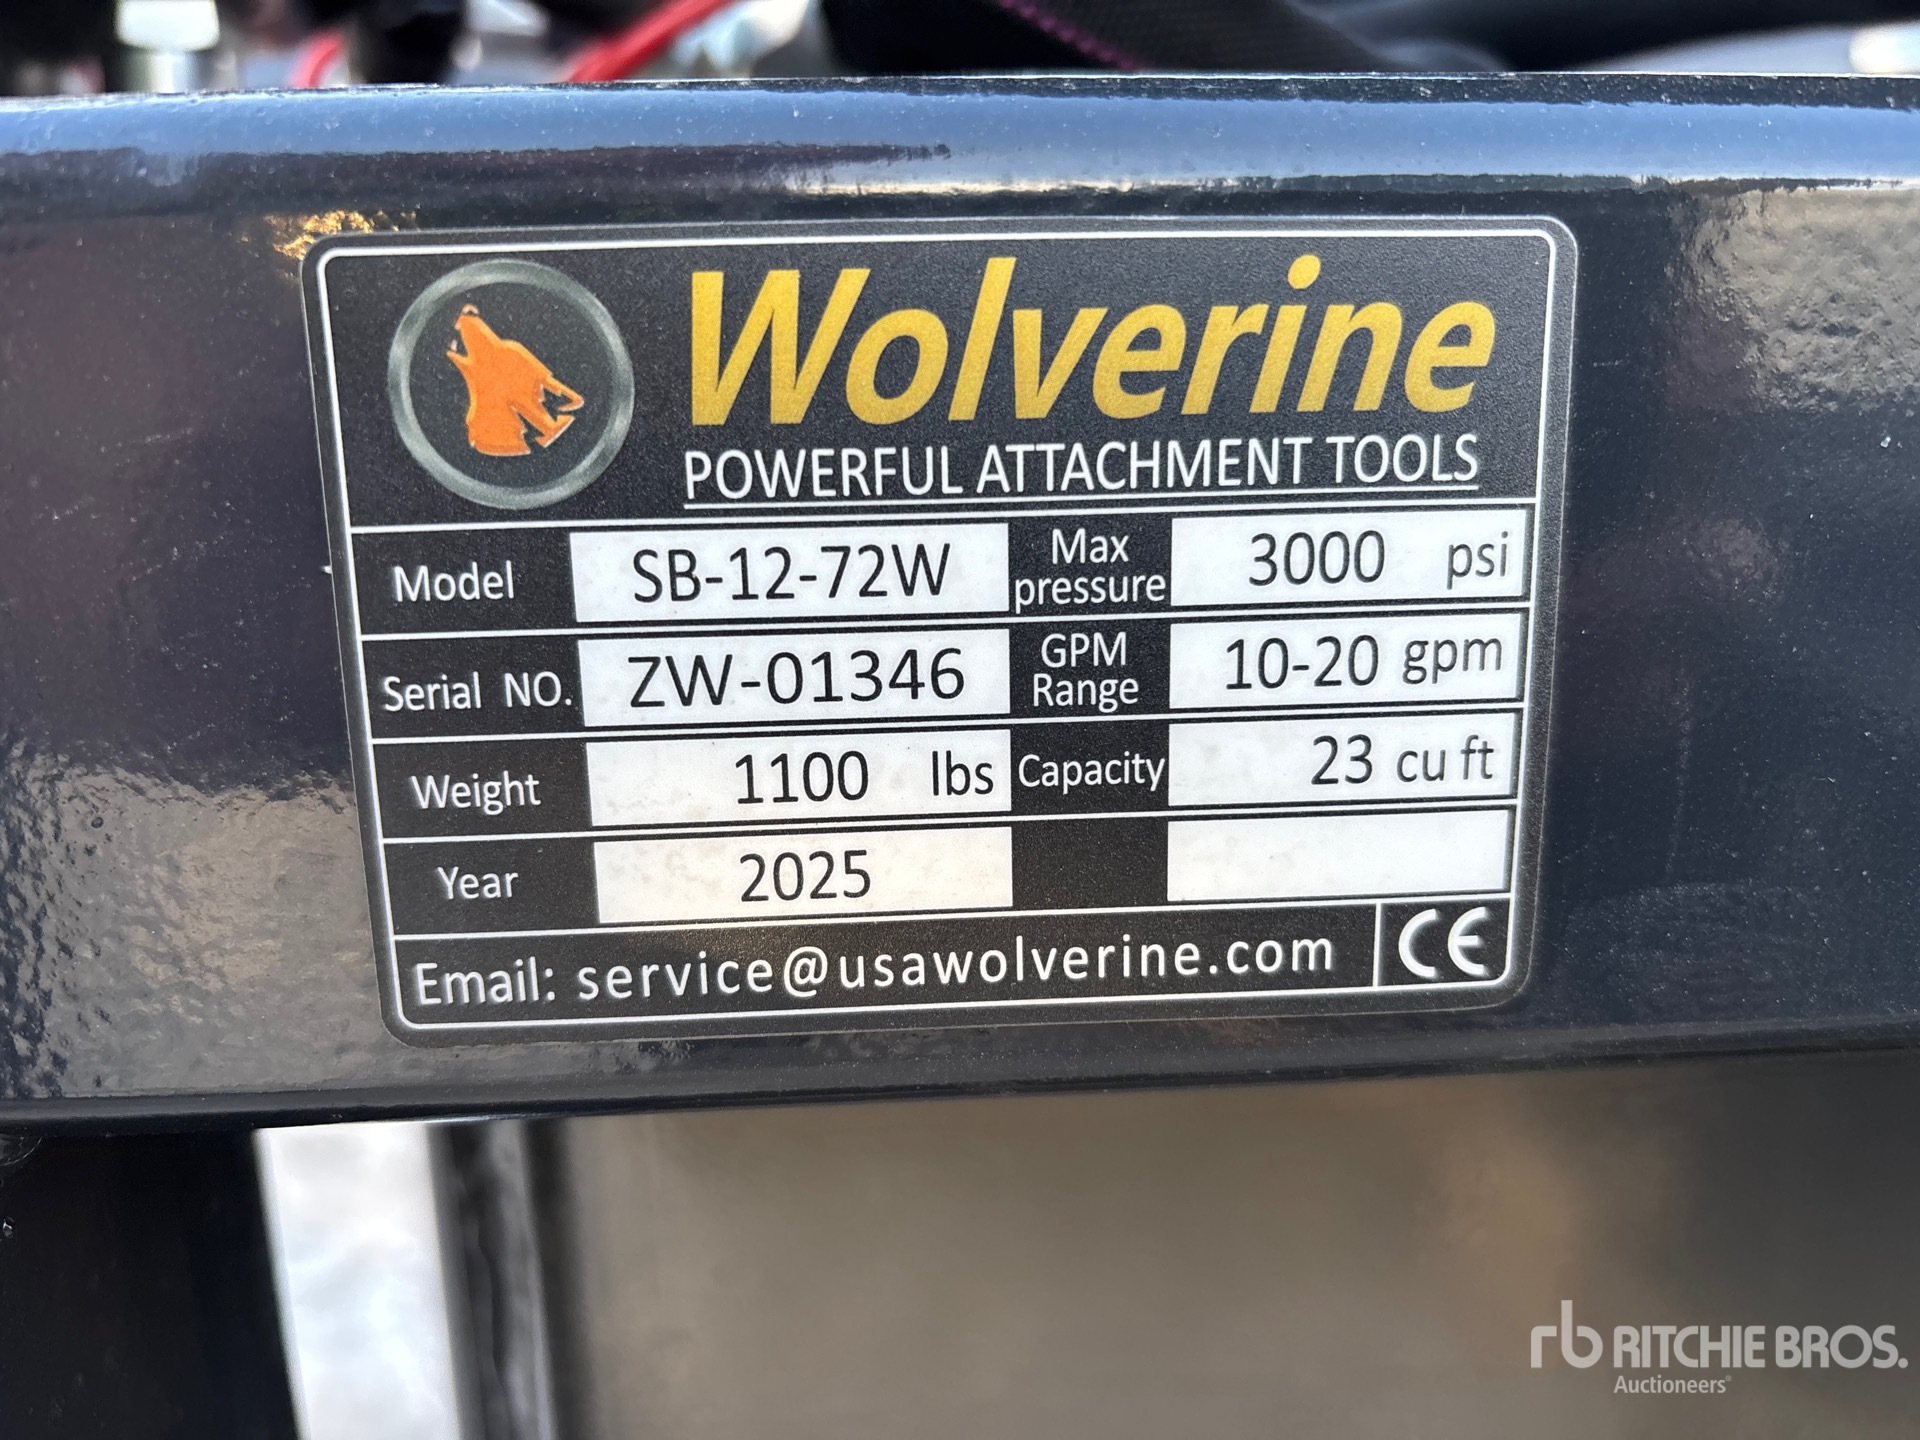 Wolverine
POWERFUL ATTACHMENT TOOLS
Model SB-12-72W Max pressure 3000 psi
Serial NO. ZW-01346 GPM Range 10-20 gpm
Weight 1100 lbs Capacity 23 cu ft
Year 2025
Email: service@usawolverine.com CE
rb RITCHIE BROS.
Auctioneers